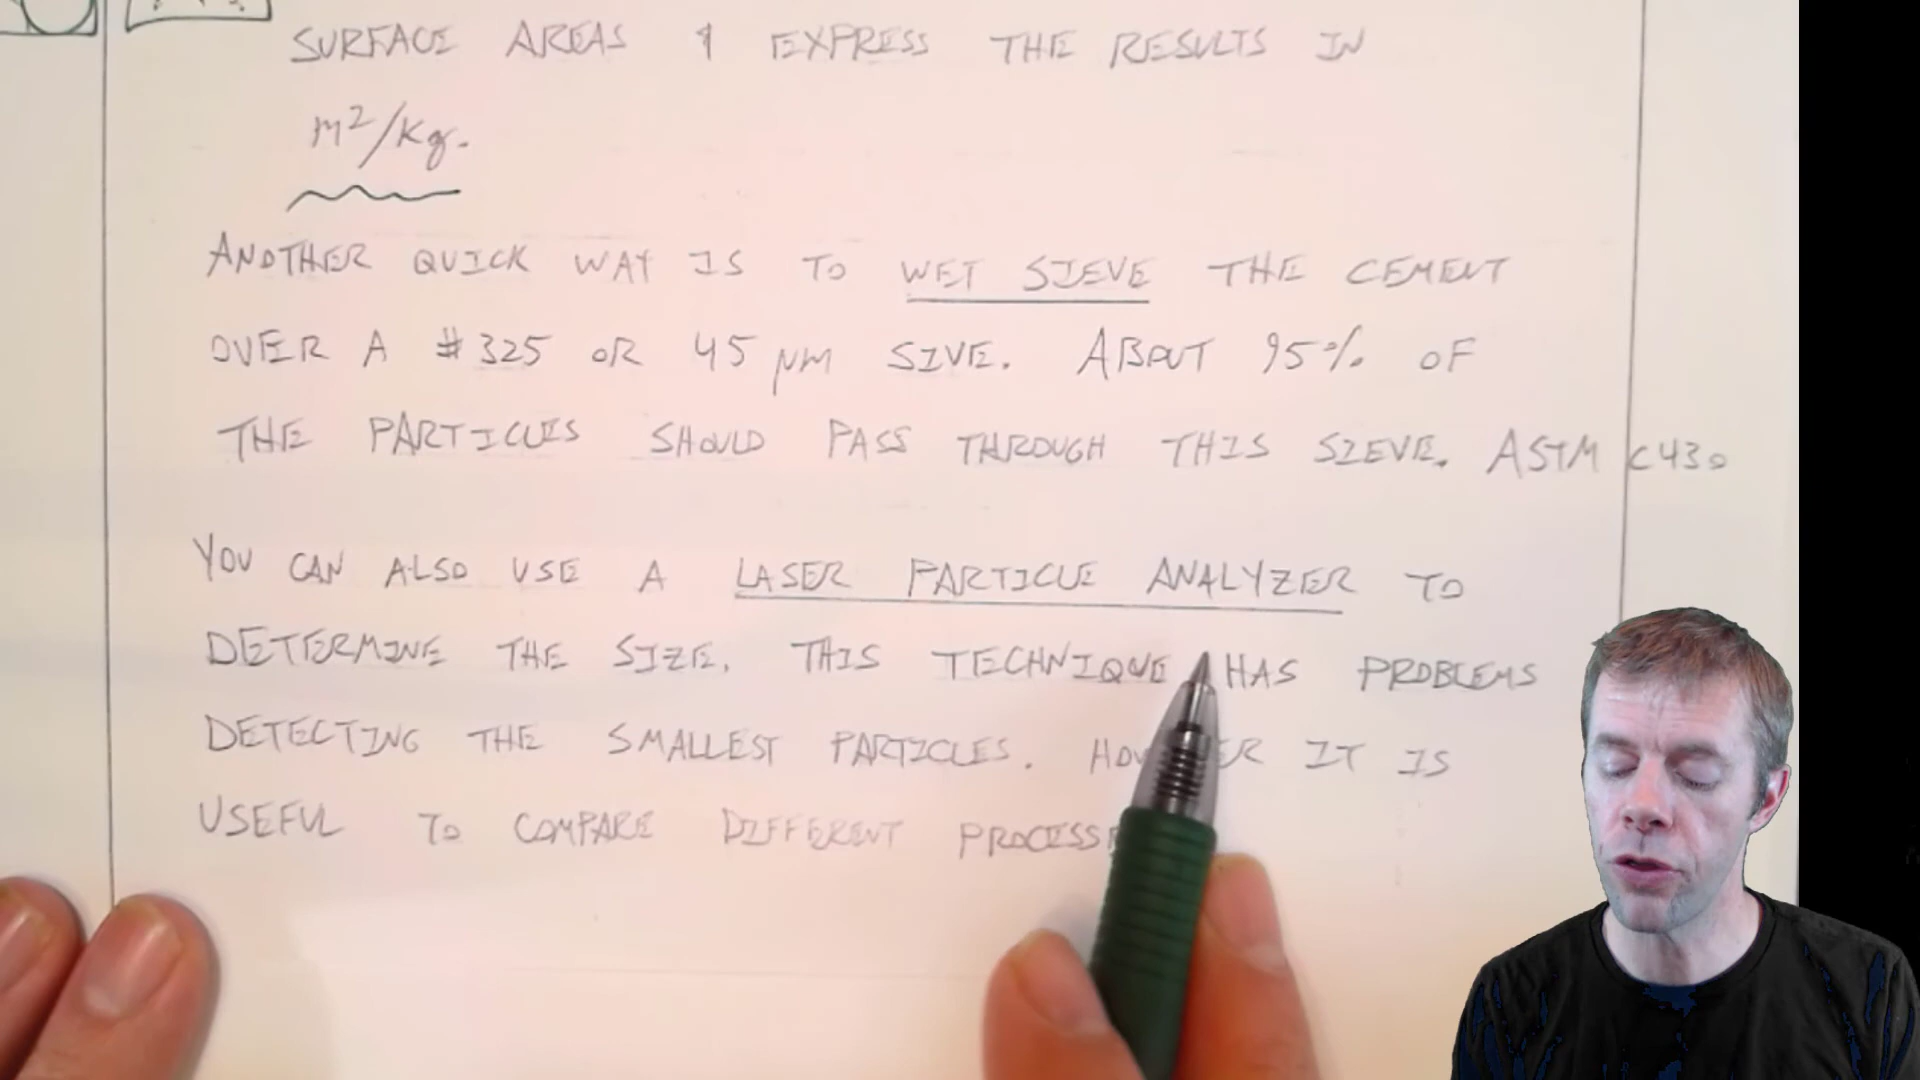 SURFACE AREAS & EXPRESS THE RESULTS IN
m²/kg.
ANOTHER QUICK WAY IS TO WET SIEVE THE CEMENT
OVER A #325 OR 45 μM SIVE. ABOUT 95% OF
THE PARTICLES SHOULD PASS THROUGH THIS SIEVE. ASTM C430
YOU CAN ALSO USE A LASER PARTICLE ANALYZER TO
DETERMINE THE SIZE. THIS TECHNIQUE HAS PROBLEMS
DETECTING THE SMALLEST PARTICLES. IT IS
USEFUL TO COMPARE DIFFERENT